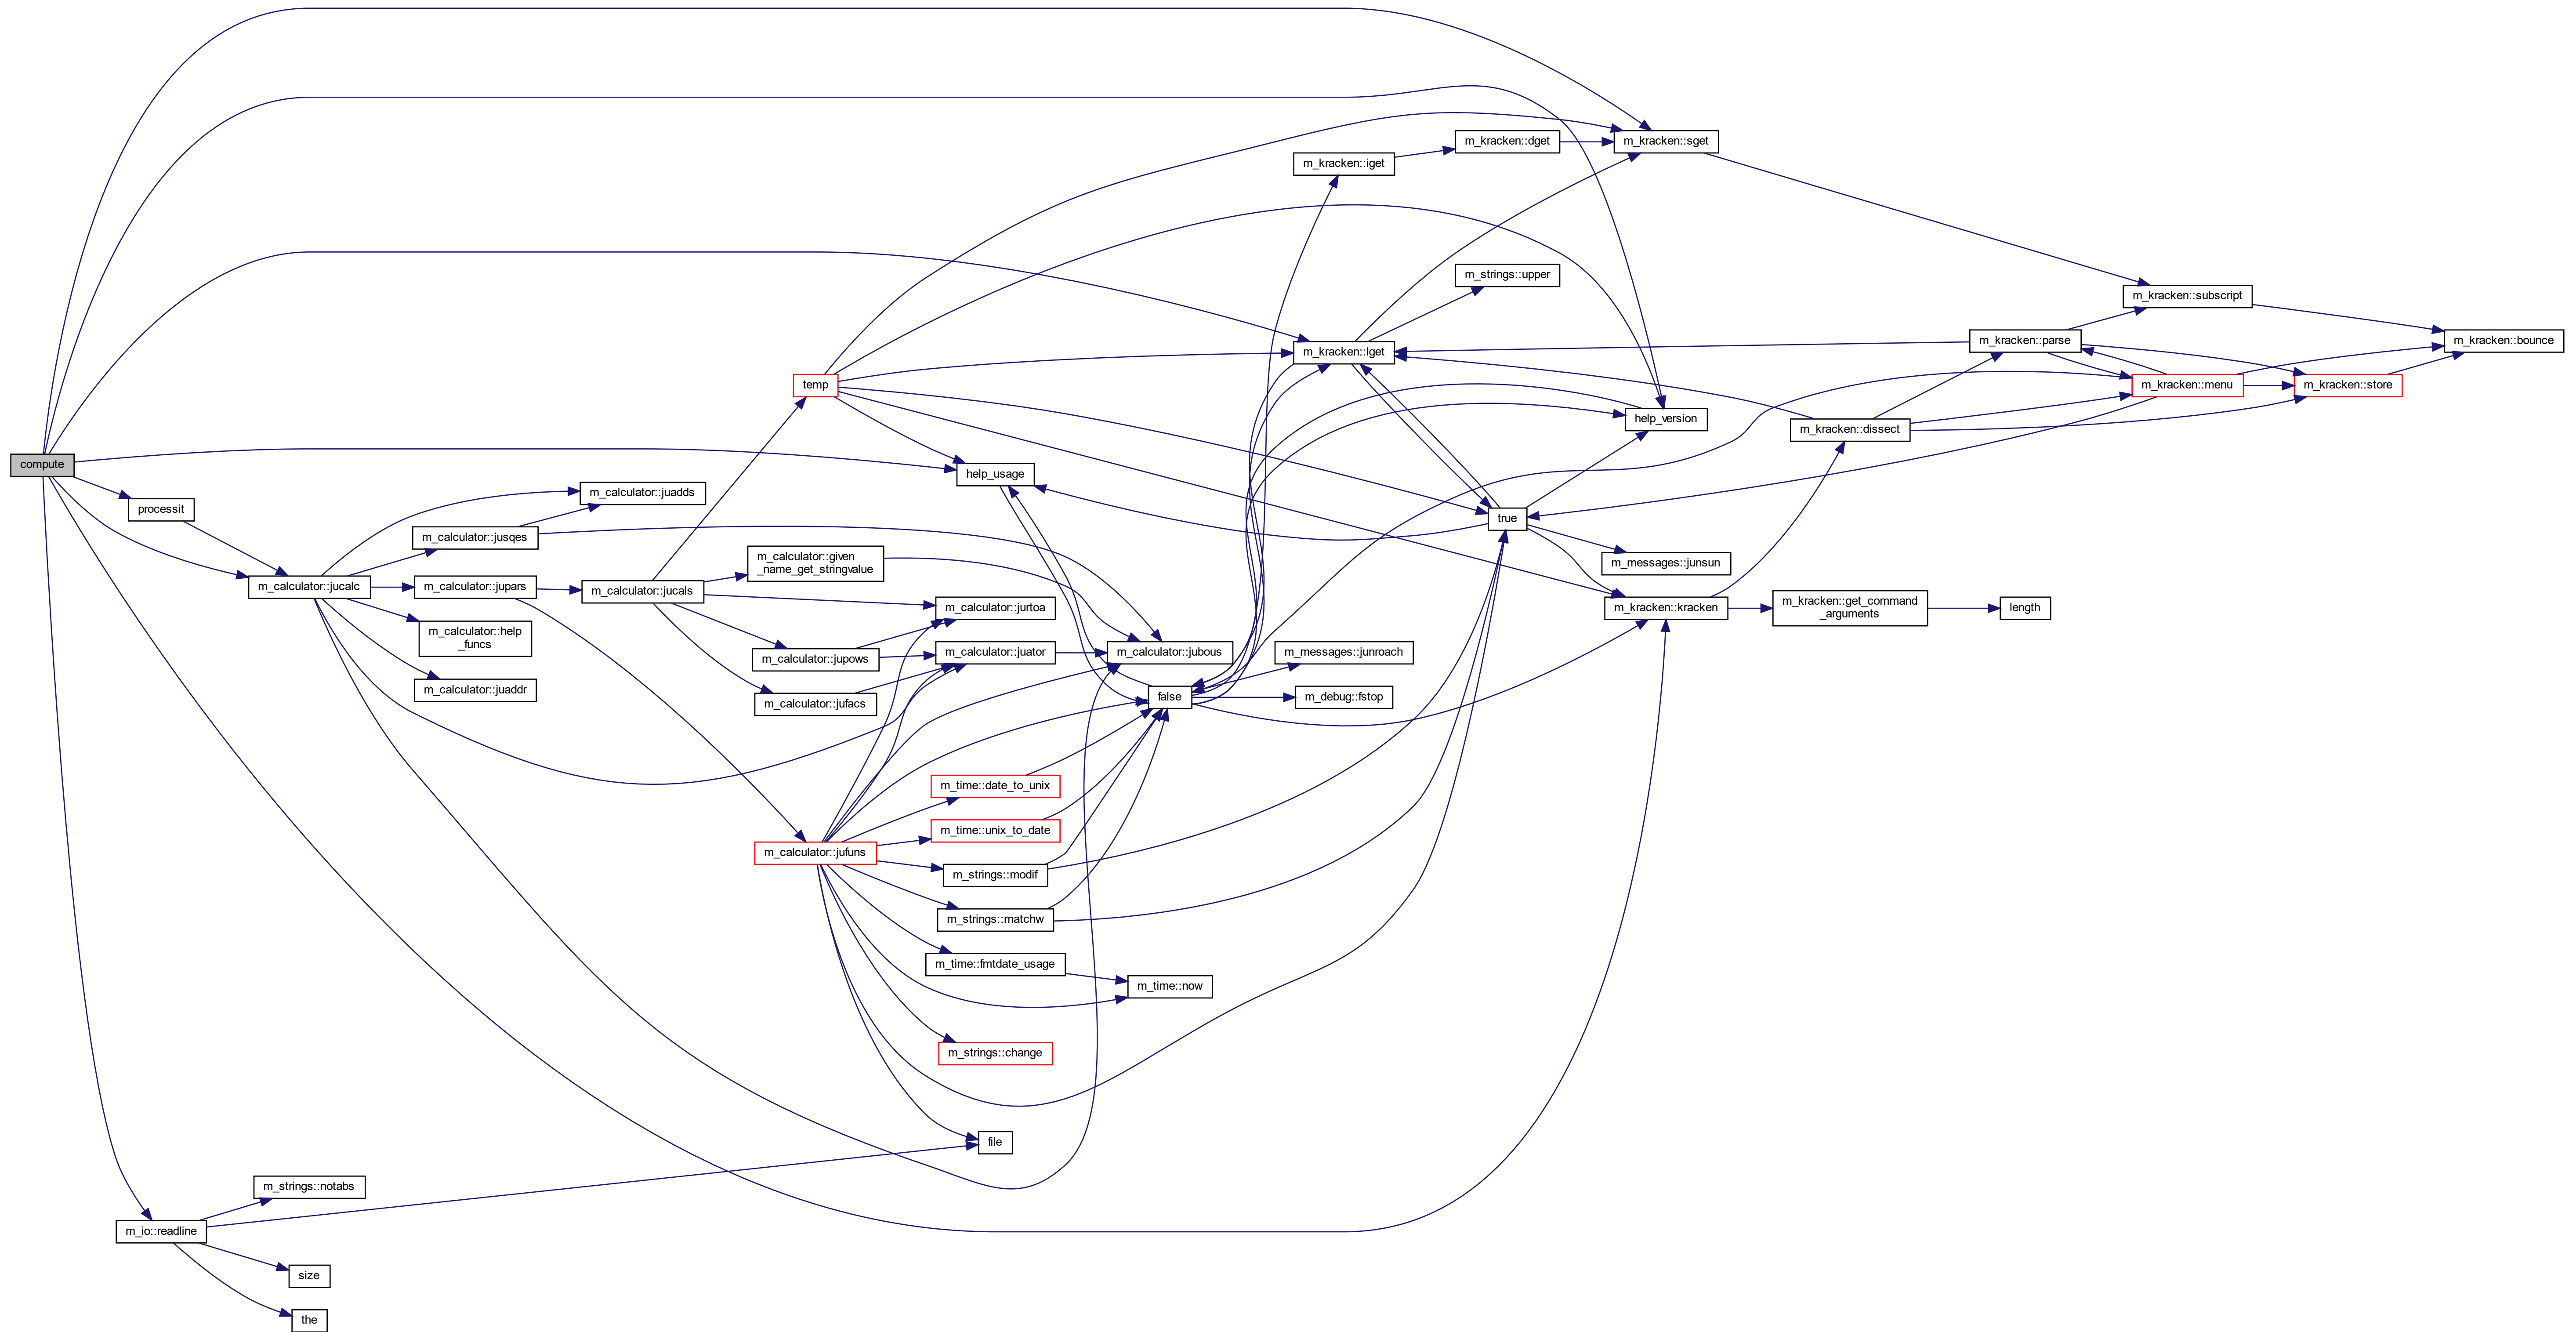 compute
processit
m_calculator::jucalc
m_io::readline
m_strings::notabs
size
the
m_calculator::juadds
m_calculator::jusqes
m_calculator::jupars
m_calculator::help
_funcs
m_calculator::juaddr
m_calculator::jucals
temp
m_calculator::given
_name_get_stringvalue
m_calculator::jupows
m_calculator::jufacs
m_calculator::jufuns
help_usage
m_calculator::jurtoa
m_calculator::juator
m_time::date_to_unix
m_time::unix_to_date
m_strings::modif
m_strings::matchw
m_time::fmtdate_usage
m_strings::change
file
m_calculator::jubous
false
m_time::now
m_kracken::iget
m_kracken::lget
m_messages::junroach
m_debug::fstop
m_kracken::dget
m_strings::upper
true
m_kracken::sget
help_version
m_messages::junsun
m_kracken::kracken
m_kracken::dissect
m_kracken::get_command
_arguments
m_kracken::parse
length
m_kracken::subscript
m_kracken::menu
m_kracken::store
m_kracken::bounce